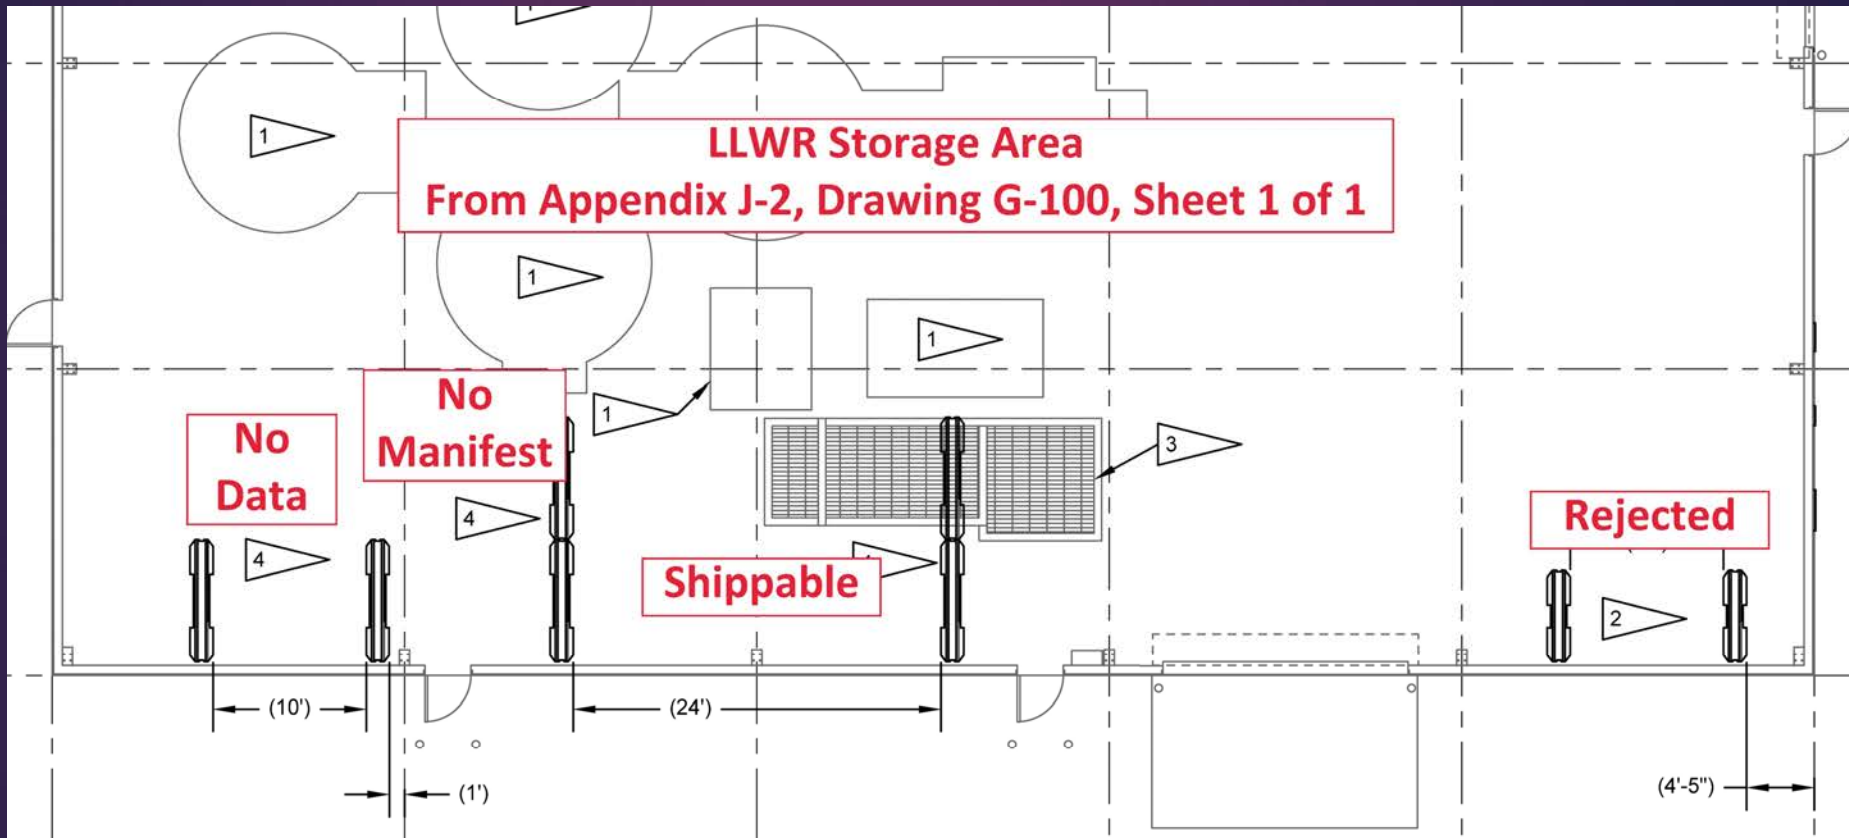 1
LLWR Storage Area
From Appendix J-2, Drawing G-100, Sheet 1 of 1
1
1
1
3
No
Data
No
Manifest
4
4
Shippable
Rejected
2
(10')
(24')
(1')
(4'-5")